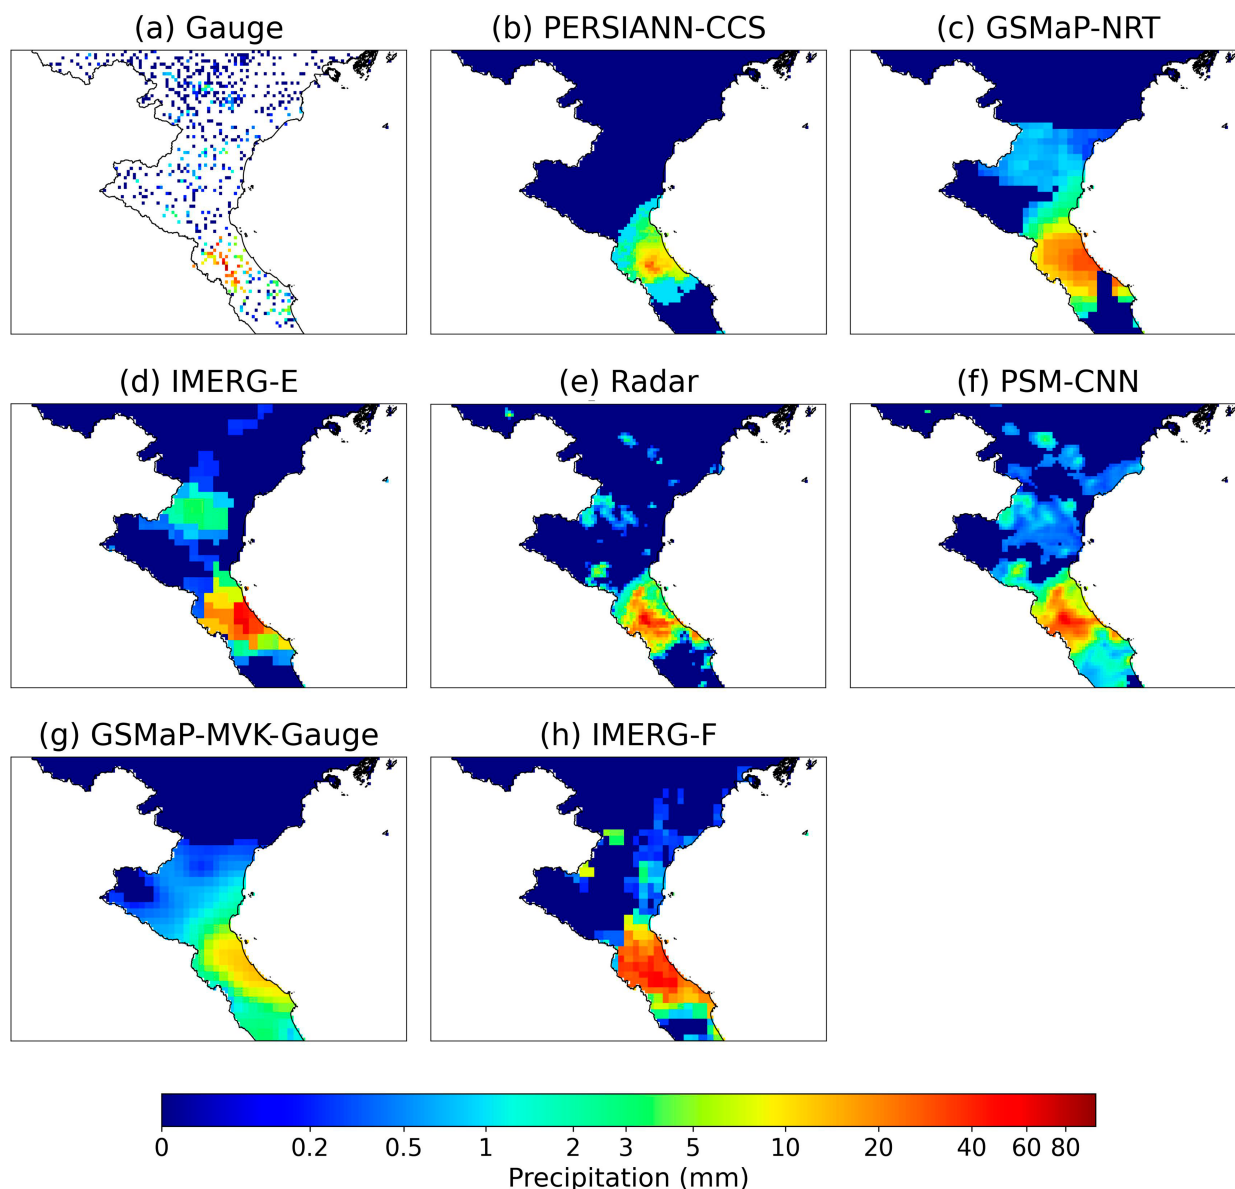 (a) Gauge
(b) PERSIANN-CCS
(c) GSMaP-NRT
(d) IMERG-E
(e) Radar
(f) PSM-CNN
(g) GSMaP-MVK-Gauge
(h) IMERG-F
0 0.2 0.5 1 2 3 5 10 20 40 60 80
Precipitation (mm)